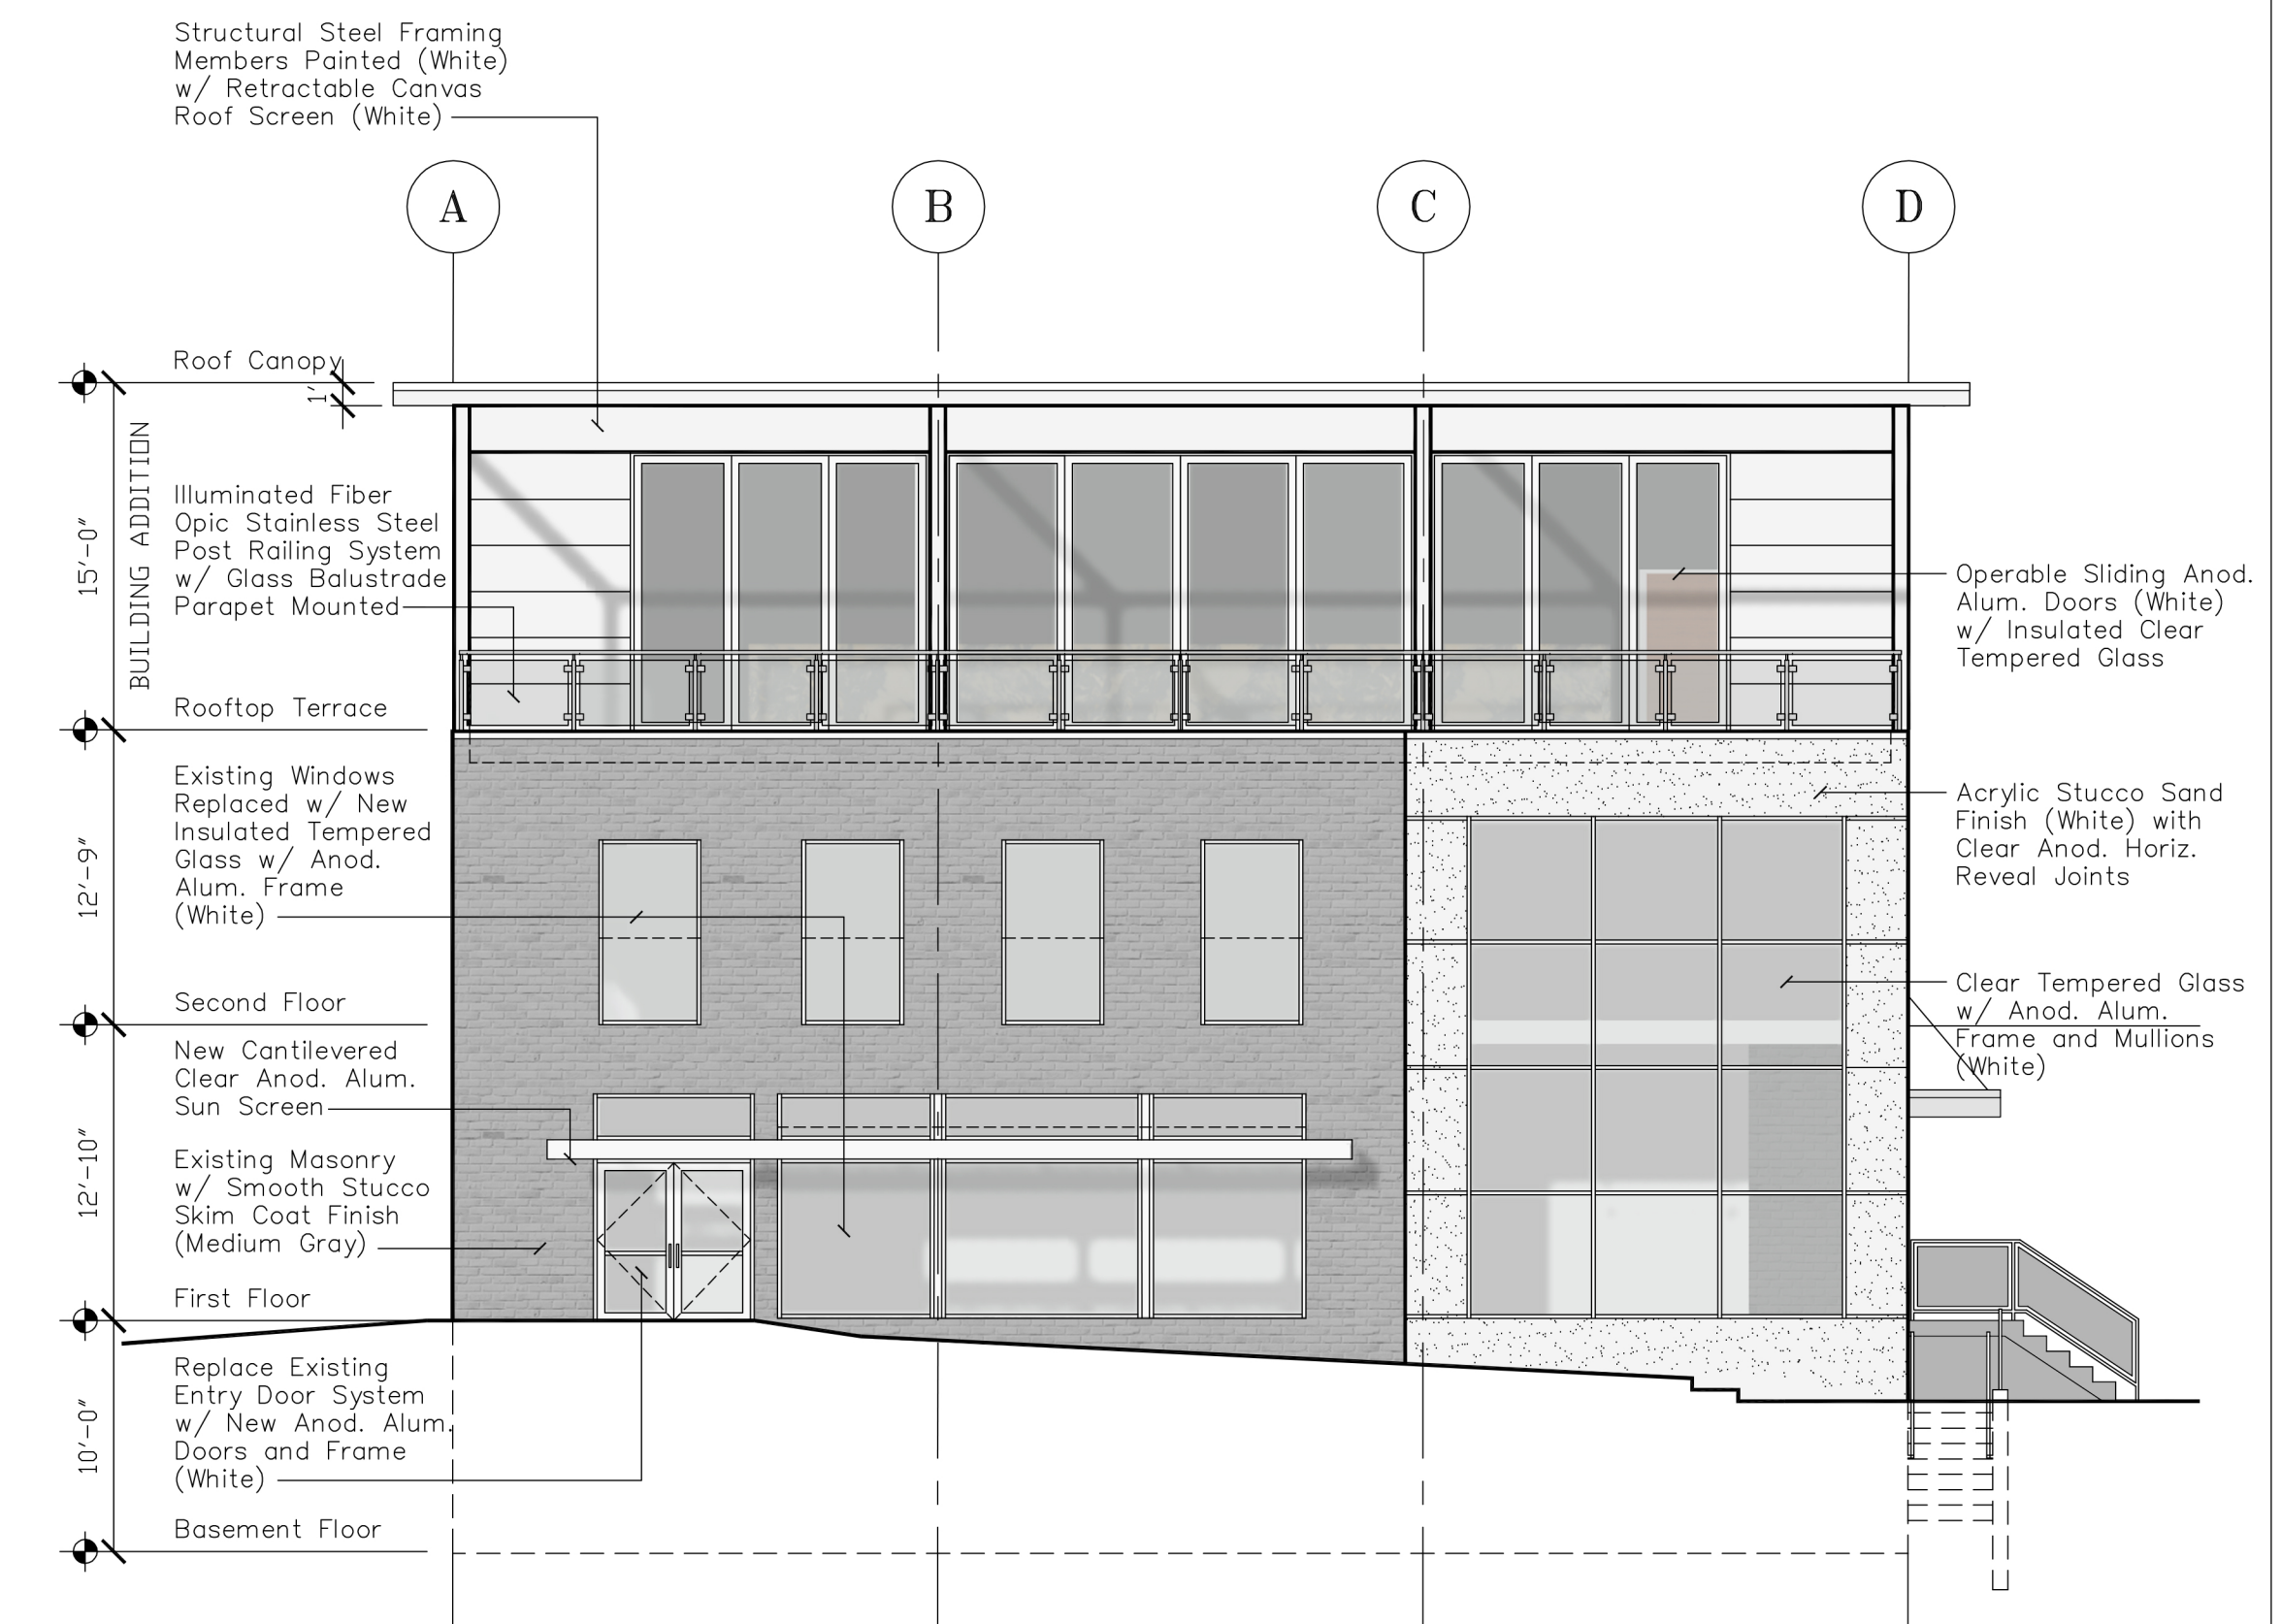 Structural Steel Framing
Members Painted (White)
w/ Retractable Canvas
Roof Screen (White)
A
B
C
D
Roof Canopy
1'
BUILDING ADDITION
15'-0"
Illuminated Fiber
Opic Stainless Steel
Post Railing System
w/ Glass Balustrade
Parapet Mounted
Operable Sliding Anod.
Alum. Doors (White)
w/ Insulated Clear
Tempered Glass
Rooftop Terrace
12'-9"
Existing Windows
Replaced w/ New
Insulated Tempered
Glass w/ Anod.
Alum. Frame
(White)
Acrylic Stucco Sand
Finish (White) with
Clear Anod. Horiz.
Reveal Joints
Second Floor
Clear Tempered Glass
w/ Anod. Alum.
Frame and Mullions
(White)
12'-10"
New Cantilevered
Clear Anod. Alum.
Sun Screen
Existing Masonry
w/ Smooth Stucco
Skim Coat Finish
(Medium Gray)
First Floor
10'-0"
Replace Existing
Entry Door System
w/ New Anod. Alum.
Doors and Frame
(White)
Basement Floor